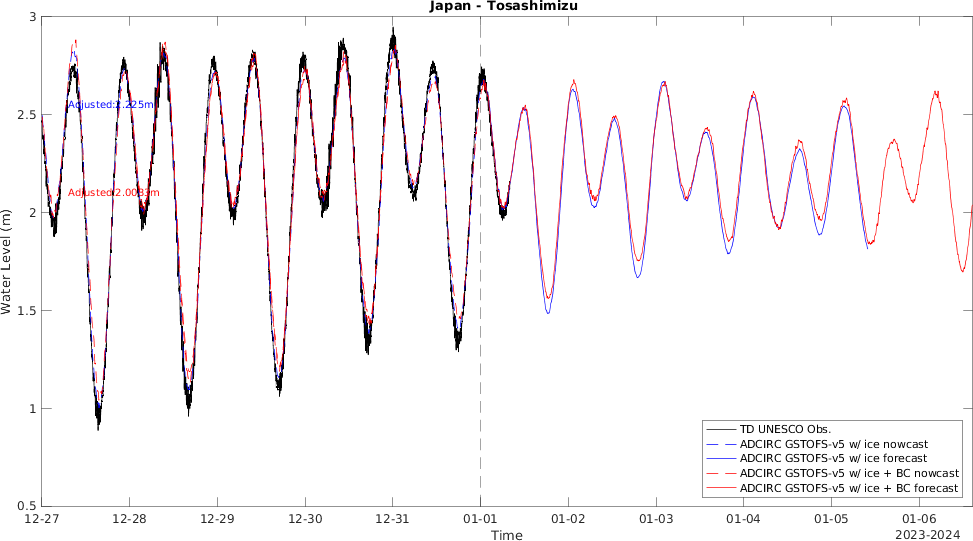 Japan - Tosashimizu
3
2.5
2
1.5
1
0.5
Water Level (m)
Adjusted:2.225m
Adjusted:2.0083m
TD UNESCO Obs.
ADCIRC GSTOFS-v5 w/ ice nowcast
ADCIRC GSTOFS-v5 w/ ice forecast
ADCIRC GSTOFS-v5 w/ ice + BC nowcast
ADCIRC GSTOFS-v5 w/ ice + BC forecast
12-27 12-28 12-29 12-30 12-31 01-01 01-02 01-03 01-04 01-05 01-06
Time
2023-2024